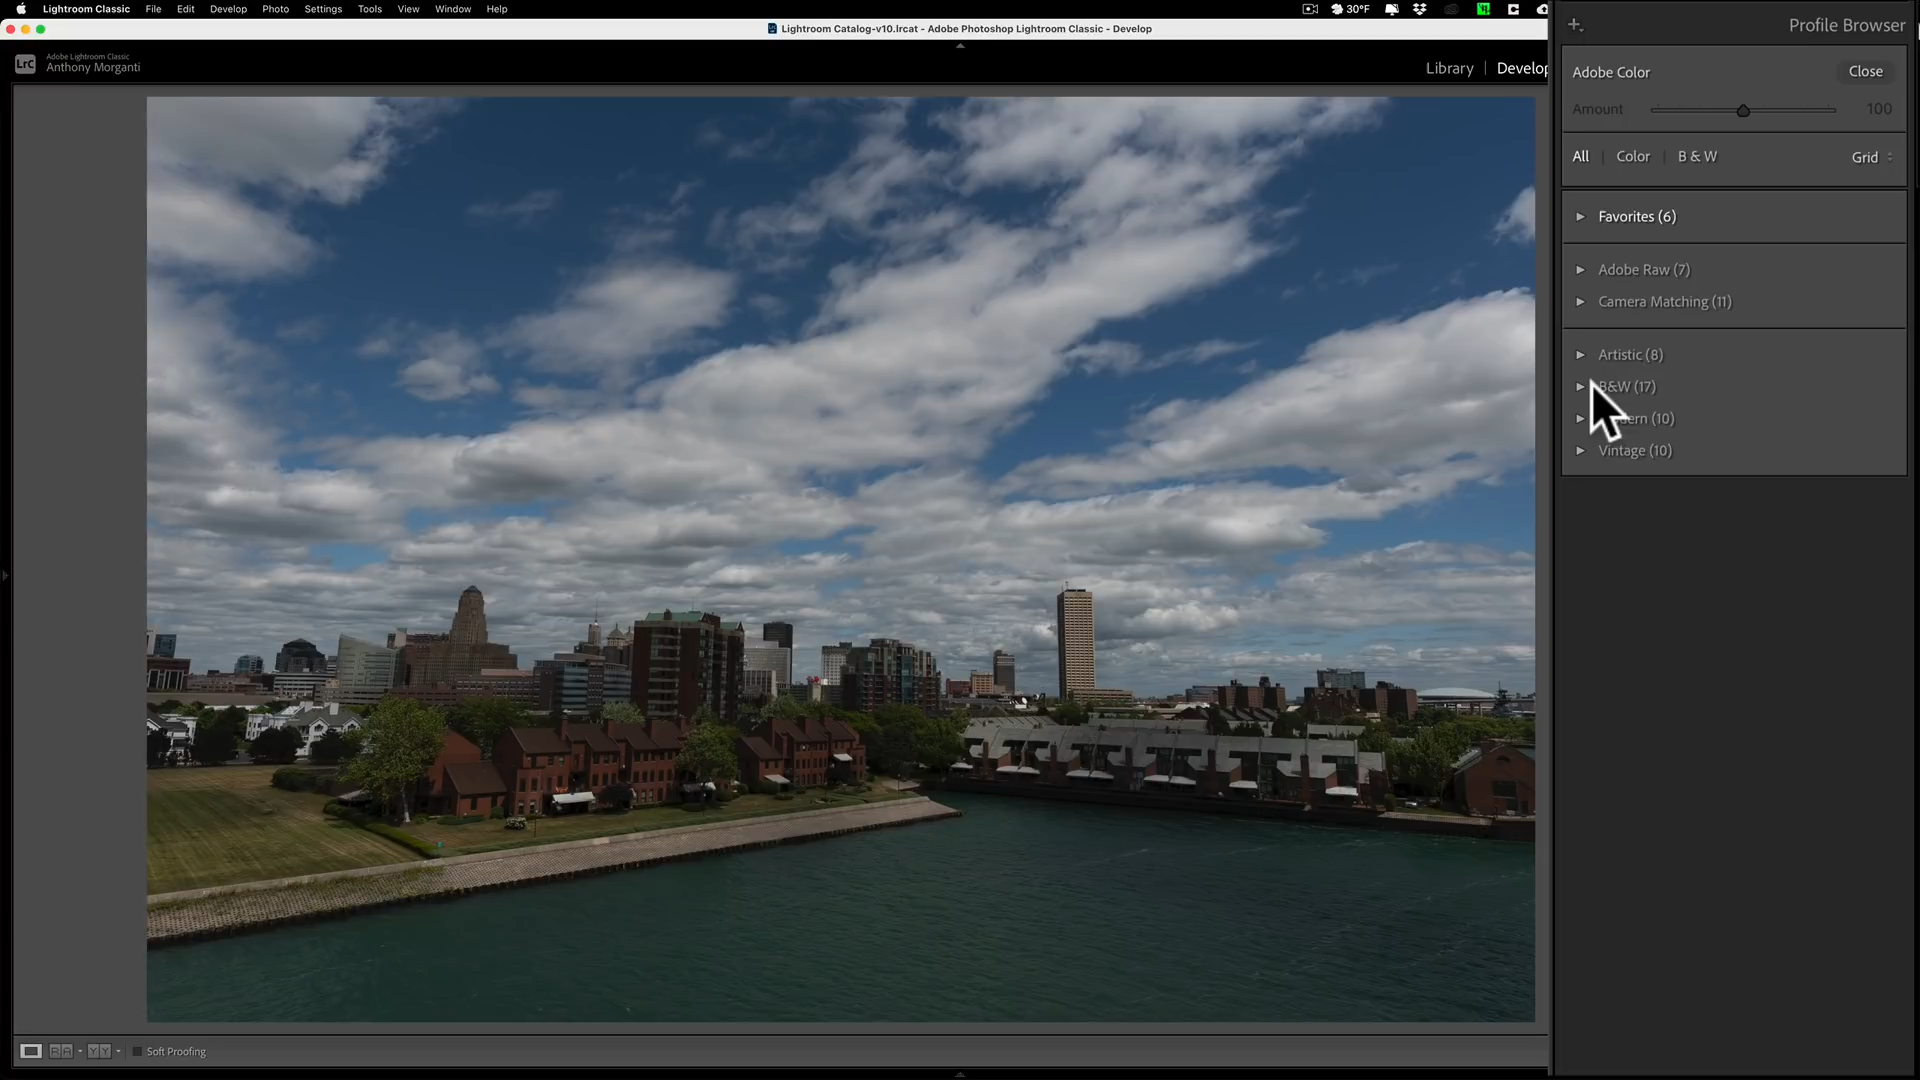 Lightroom Classic File Edit Develop Photo Settings Tools View Window Help 30°F
Lightroom Catalog-v10.lrcat - Adobe Photoshop Lightroom Classic - Develop
LrC
Adobe Lightroom Classic
Anthony Morganti
Library | Develop
Profile Browser
Adobe Color Close
Amount 100
All Color B & W Grid
Favorites (6)
Adobe Raw (7)
Camera Matching (11)
Artistic (8)
B&W (17)
(10)
Vintage (10)
Soft Proofing